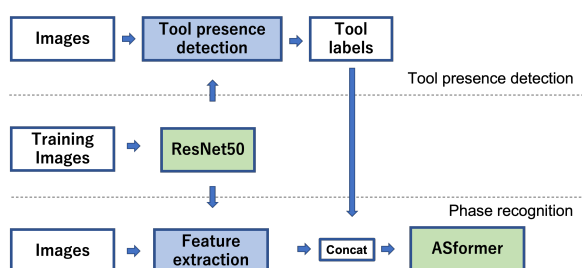 Images
Tool presence
detection
Tool
labels
Tool presence detection
Training
Images
ResNet50
Phase recognition
Images
Feature
extraction
Concat
ASformer